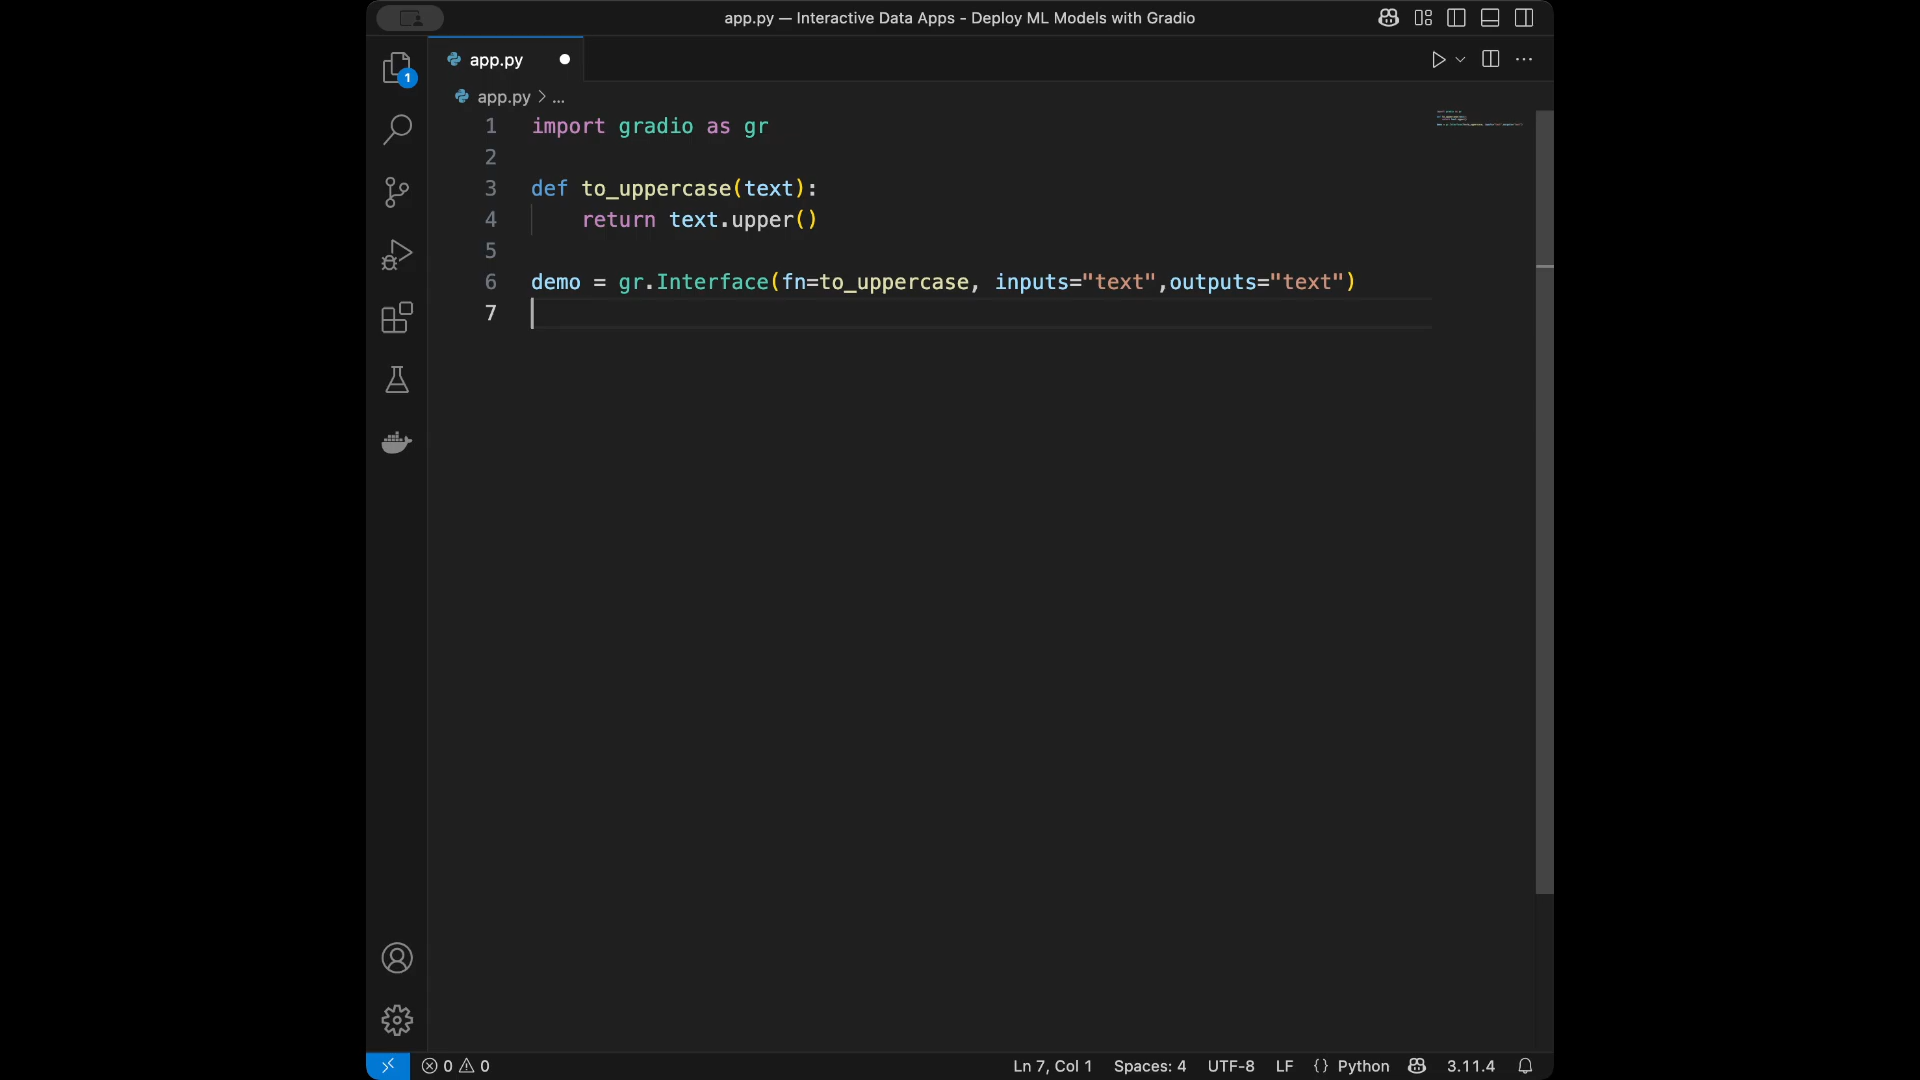 app.py — Interactive Data Apps - Deploy ML Models with Gradio
app.py
1
app.py > ...
1 import gradio as gr
2
3 def to_uppercase(text):
4 return text.upper()
5
6 demo = gr.Interface(fn=to_uppercase, inputs="text",outputs="text")
7
0 0 Ln 7, Col 1 Spaces: 4 UTF-8 LF {} Python 3.11.4